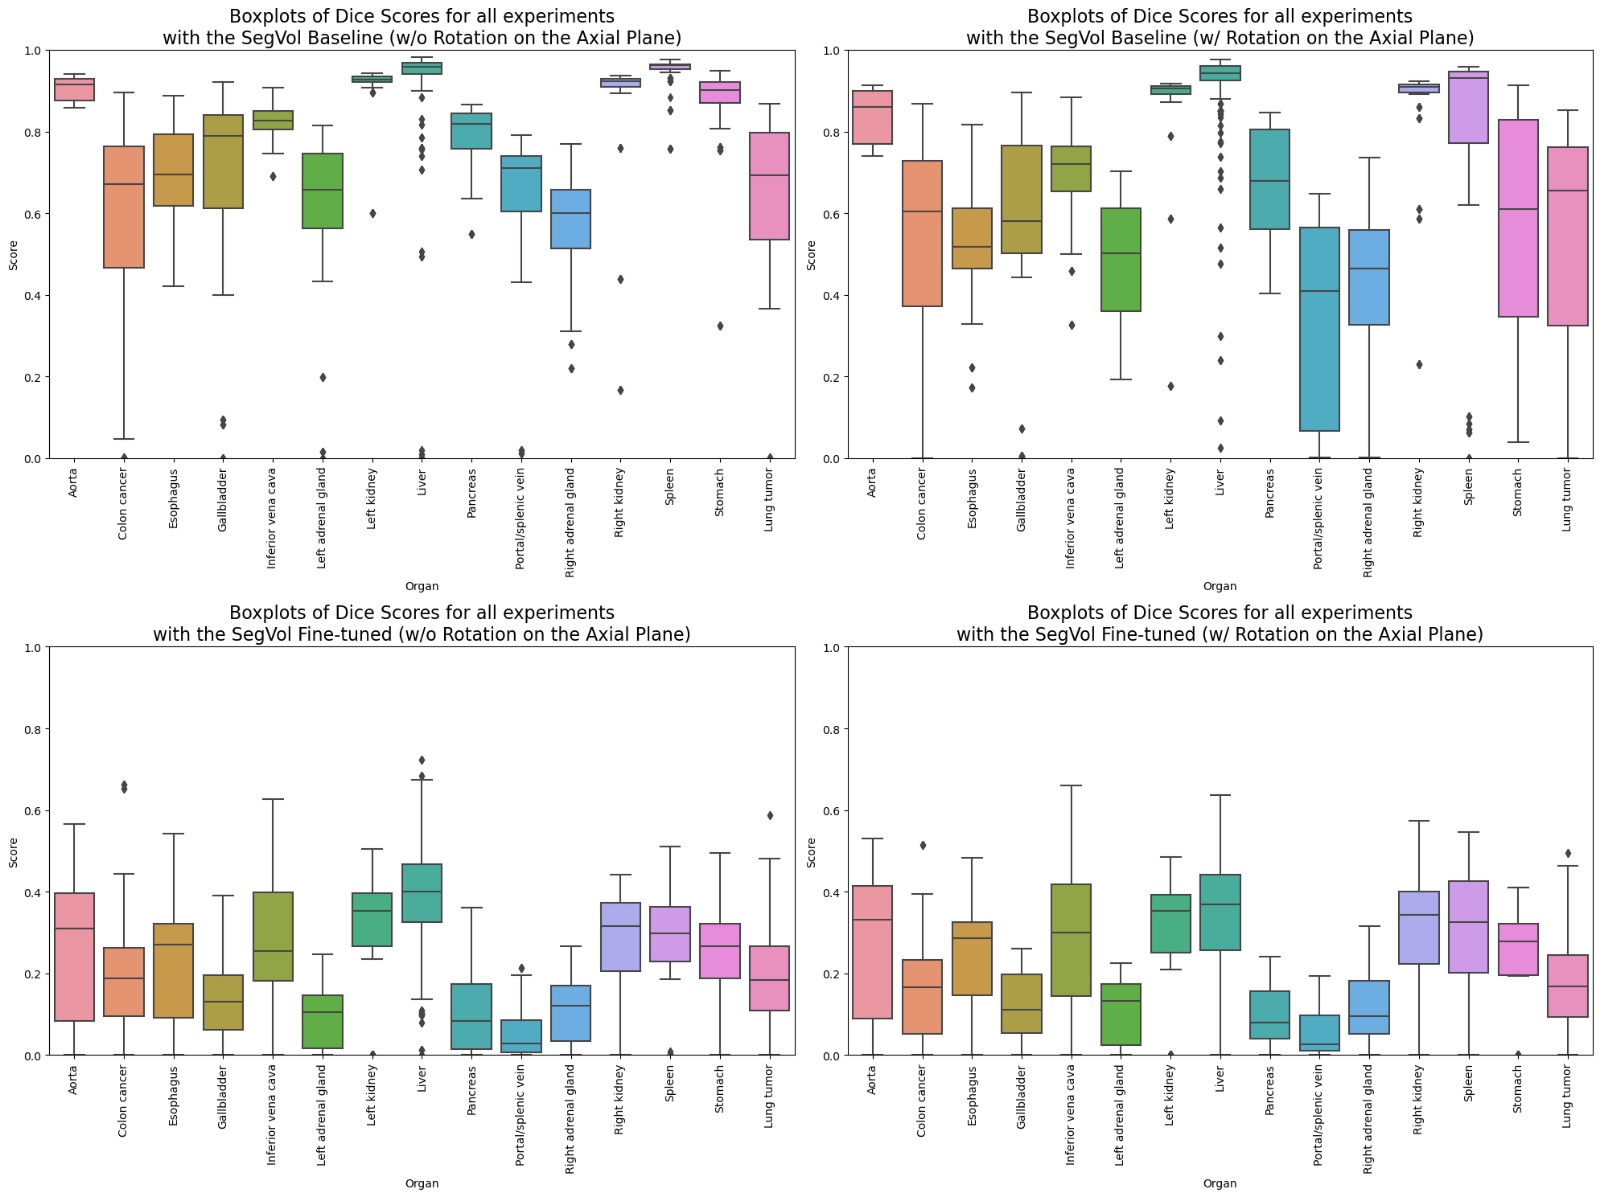 Boxplots of Dice Scores for all experiments
with the SegVol Baseline (w/o Rotation on the Axial Plane)
1.0
0.8
0.6
0.4
0.2
0.0
Score
Aorta
Colon cancer
Esophagus
Gallbladder
Inferior vena cava
Left adrenal gland
Left kidney
Liver
Pancreas
Portal/splenic vein
Right adrenal gland
Right kidney
Spleen
Stomach
Lung tumor
Organ
Boxplots of Dice Scores for all experiments
with the SegVol Baseline (w/ Rotation on the Axial Plane)
1.0
0.8
0.6
0.4
0.2
0.0
Score
Aorta
Colon cancer
Esophagus
Gallbladder
Inferior vena cava
Left adrenal gland
Left kidney
Liver
Pancreas
Portal/splenic vein
Right adrenal gland
Right kidney
Spleen
Stomach
Lung tumor
Organ
Boxplots of Dice Scores for all experiments
with the SegVol Fine-tuned (w/o Rotation on the Axial Plane)
1.0
0.8
0.6
0.4
0.2
0.0
Score
Aorta
Colon cancer
Esophagus
Gallbladder
Inferior vena cava
Left adrenal gland
Left kidney
Liver
Pancreas
Portal/splenic vein
Right adrenal gland
Right kidney
Spleen
Stomach
Lung tumor
Organ
Boxplots of Dice Scores for all experiments
with the SegVol Fine-tuned (w/ Rotation on the Axial Plane)
1.0
0.8
0.6
0.4
0.2
0.0
Score
Aorta
Colon cancer
Esophagus
Gallbladder
Inferior vena cava
Left adrenal gland
Left kidney
Liver
Pancreas
Portal/splenic vein
Right adrenal gland
Right kidney
Spleen
Stomach
Lung tumor
Organ